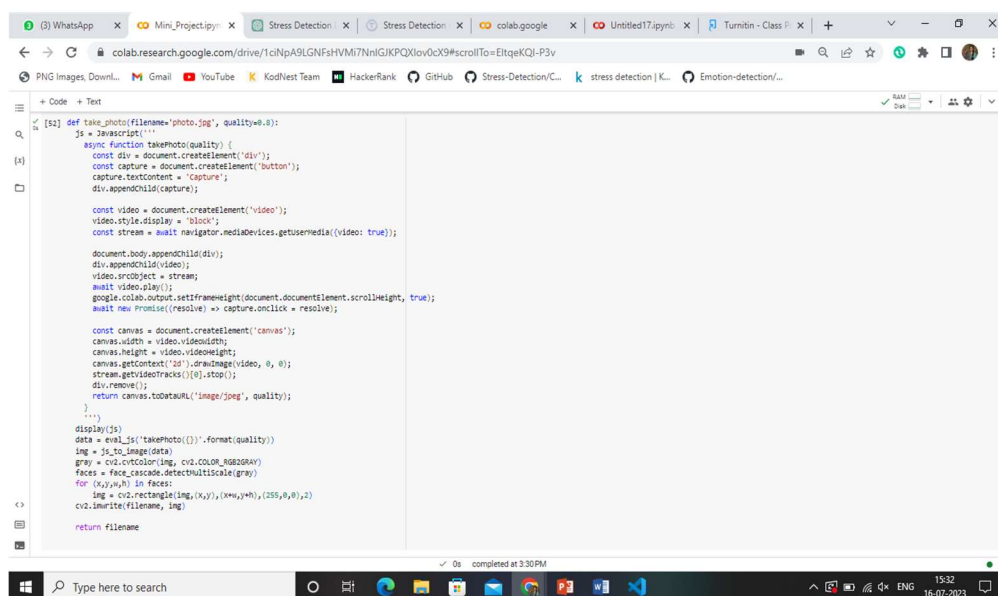 (3) WhatsApp
Mini_Project.ipyn
Stress Detection
Stress Detection
colab.google
Untitled17.ipynb
Turnitin - Class P
colab.research.google.com/drive/1ciNpA9LGNFsHVMi7NnIGJKPQXIov0cX9#scrollTo=EltqeKQI-P3v
PNG Images, Downl...
Gmail
YouTube
KodNest Team
HackerRank
GitHub
Stress-Detection/C...
stress detection | K...
Emotion-detection/...
+ Code + Text
RAM
Disk
[52] def take_photo(filename='photo.jpg', quality=0.8):
js = Javascript('''
async function takePhoto(quality) {
const div = document.createElement('div');
const capture = document.createElement('button');
capture.textContent = 'Capture';
div.appendChild(capture);
const video = document.createElement('video');
video.style.display = 'block';
const stream = await navigator.mediaDevices.getUserMedia({video: true});
document.body.appendChild(div);
div.appendChild(video);
video.srcObject = stream;
await video.play();
google.colab.output.setIframeHeight(document.documentElement.scrollHeight, true);
await new Promise((resolve) => capture.onclick = resolve);
const canvas = document.createElement('canvas');
canvas.width = video.videoWidth;
canvas.height = video.videoHeight;
canvas.getContext('2d').drawImage(video, 0, 0);
stream.getVideoTracks()[0].stop();
div.remove();
return canvas.toDataURL('image/jpeg', quality);
}
''')
display(js)
data = eval_js('takePhoto({})'.format(quality))
img = js_to_image(data)
gray = cv2.cvtColor(img, cv2.COLOR_RGB2GRAY)
faces = face_cascade.detectMultiScale(gray)
for (x,y,w,h) in faces:
img = cv2.rectangle(img,(x,y),(x+w,y+h),(255,0,0),2)
cv2.imwrite(filename, img)
return filename
0s completed at 3:30 PM
Type here to search
ENG
15:32
16-07-2023